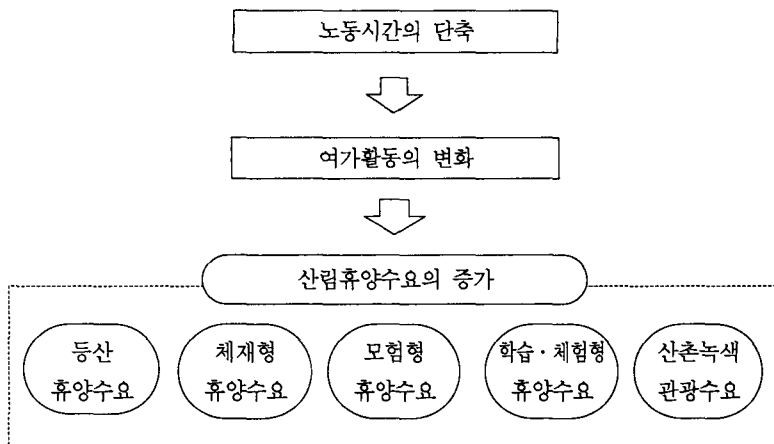 노동시간의 단축
여가활동의 변화
산림휴양수요의 증가
등산
휴양수요
체재형
휴양수요
모험형
휴양수요
학습·체험형
휴양수요
산촌녹색
관광수요